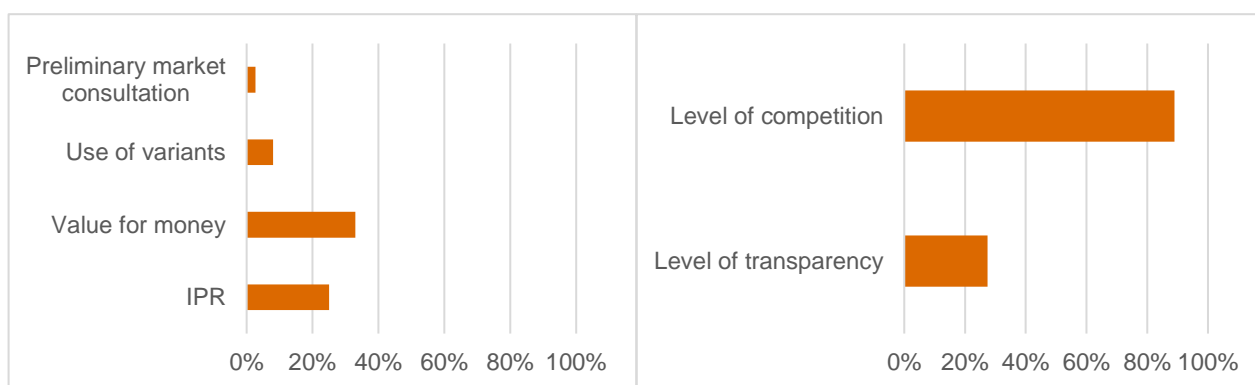 Preliminary market
consultation
Use of variants
Value for money
IPR
0% 20% 40% 60% 80% 100%
Level of competition
Level of transparency
0% 20% 40% 60% 80% 100%